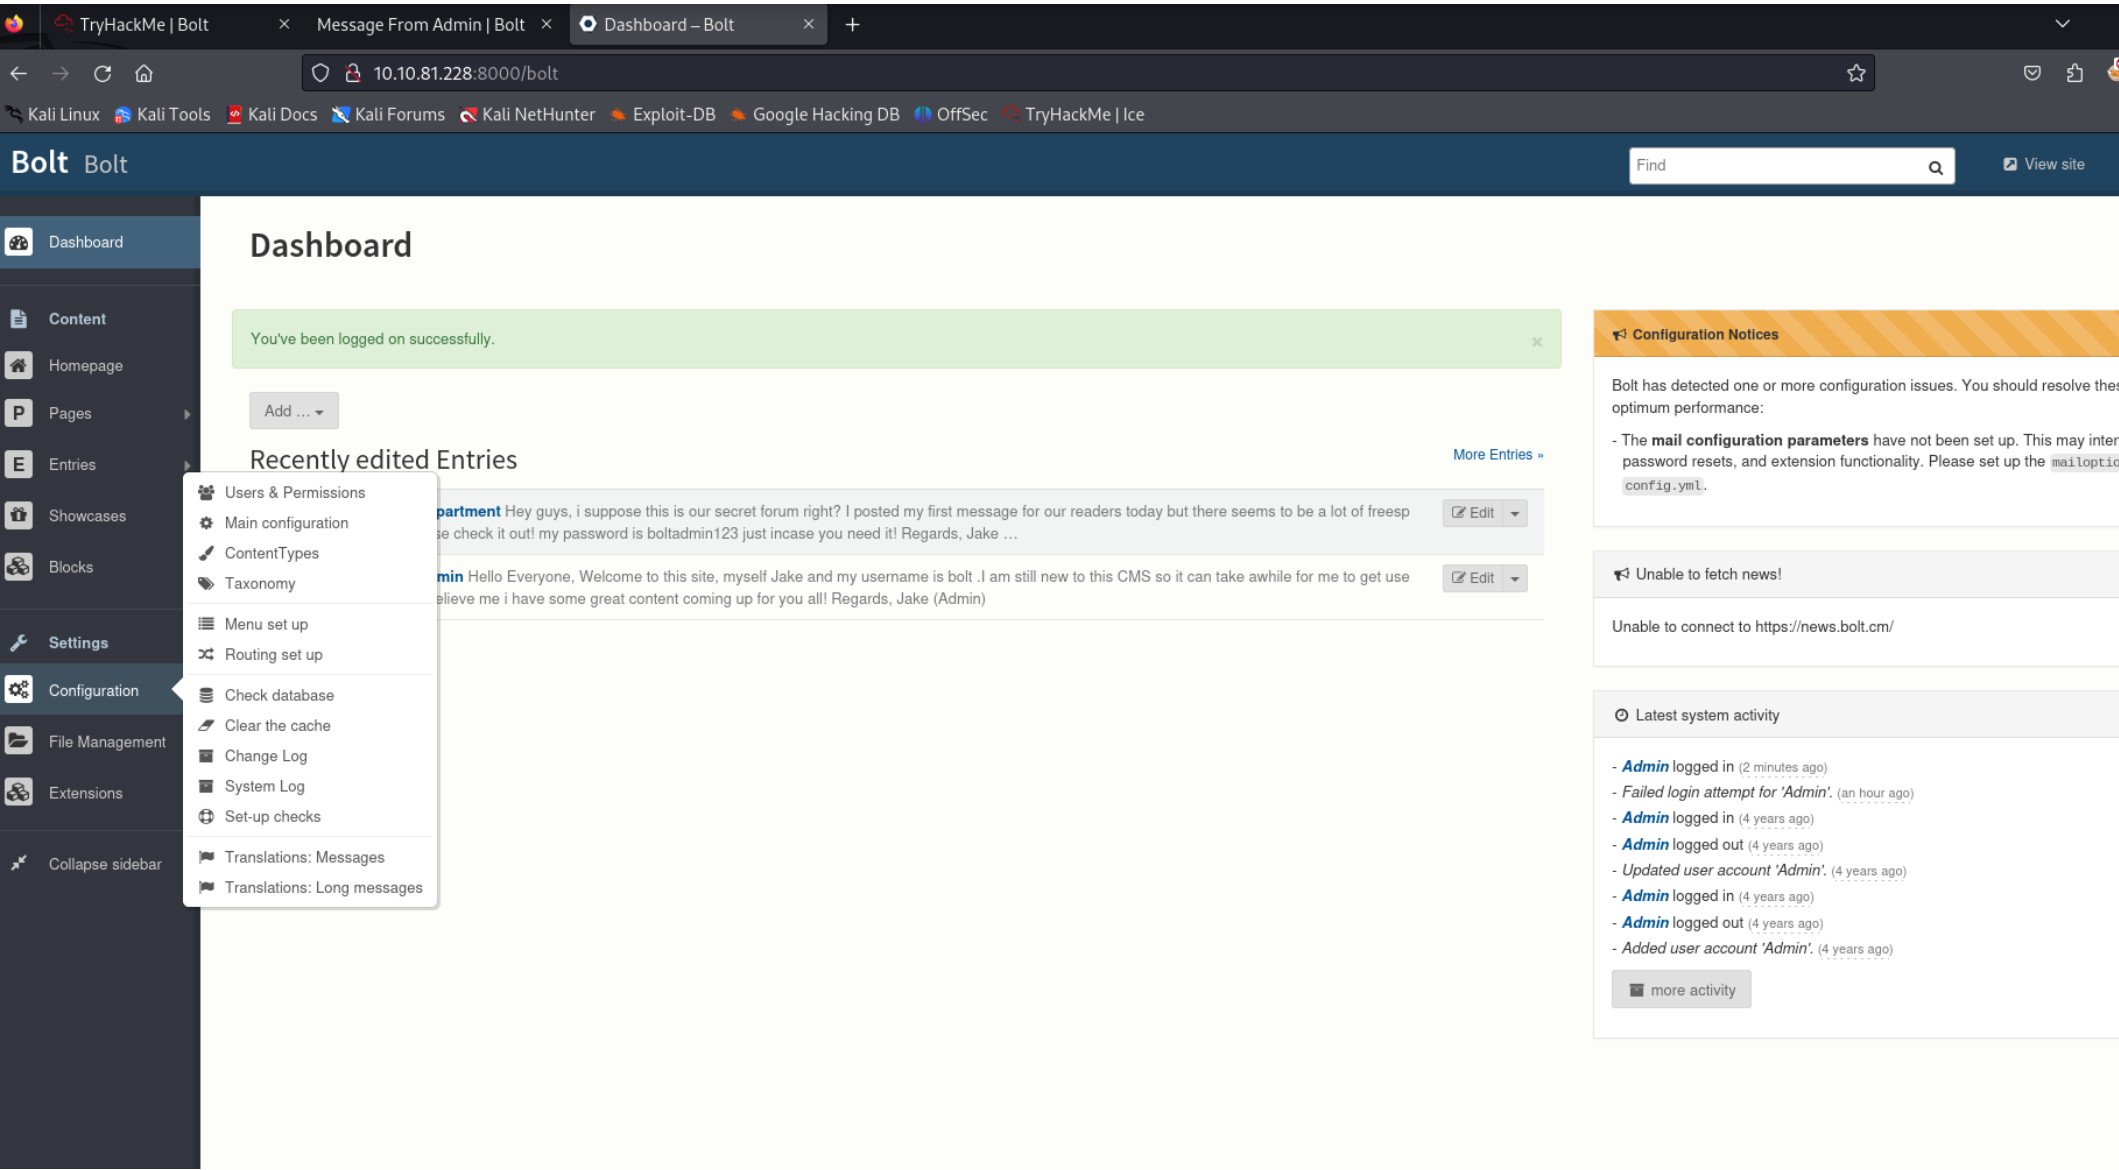 TryHackMe | Bolt
Message From Admin | Bolt
Dashboard – Bolt
10.10.81.228:8000/bolt
Kali Linux
Kali Tools
Kali Docs
Kali Forums
Kali NetHunter
Exploit-DB
Google Hacking DB
OffSec
TryHackMe | Ice
Bolt Bolt
Find
View site
Dashboard
Content
Homepage
Pages
Entries
Showcases
Blocks
Settings
Configuration
File Management
Extensions
Collapse sidebar
Users & Permissions
Main configuration
ContentTypes
Taxonomy
Menu set up
Routing set up
Check database
Clear the cache
Change Log
System Log
Set-up checks
Translations: Messages
Translations: Long messages
Dashboard
You've been logged on successfully.
Add ...
Recently edited Entries
More Entries »
partment Hey guys, i suppose this is our secret forum right? I posted my first message for our readers today but there seems to be a lot of freesp
se check it out! my password is boltadmin123 just incase you need it! Regards, Jake …
Edit
min Hello Everyone, Welcome to this site, myself Jake and my username is bolt .I am still new to this CMS so it can take awhile for me to get use
elieve me i have some great content coming up for you all! Regards, Jake (Admin)
Edit
Configuration Notices
Bolt has detected one or more configuration issues. You should resolve thes
optimum performance:
- The mail configuration parameters have not been set up. This may inter
password resets, and extension functionality. Please set up the mailoptio
config.yml.
Unable to fetch news!
Unable to connect to https://news.bolt.cm/
Latest system activity
- Admin logged in (2 minutes ago)
- Failed login attempt for 'Admin'. (an hour ago)
- Admin logged in (4 years ago)
- Admin logged out (4 years ago)
- Updated user account 'Admin'. (4 years ago)
- Admin logged in (4 years ago)
- Admin logged out (4 years ago)
- Added user account 'Admin'. (4 years ago)
more activity